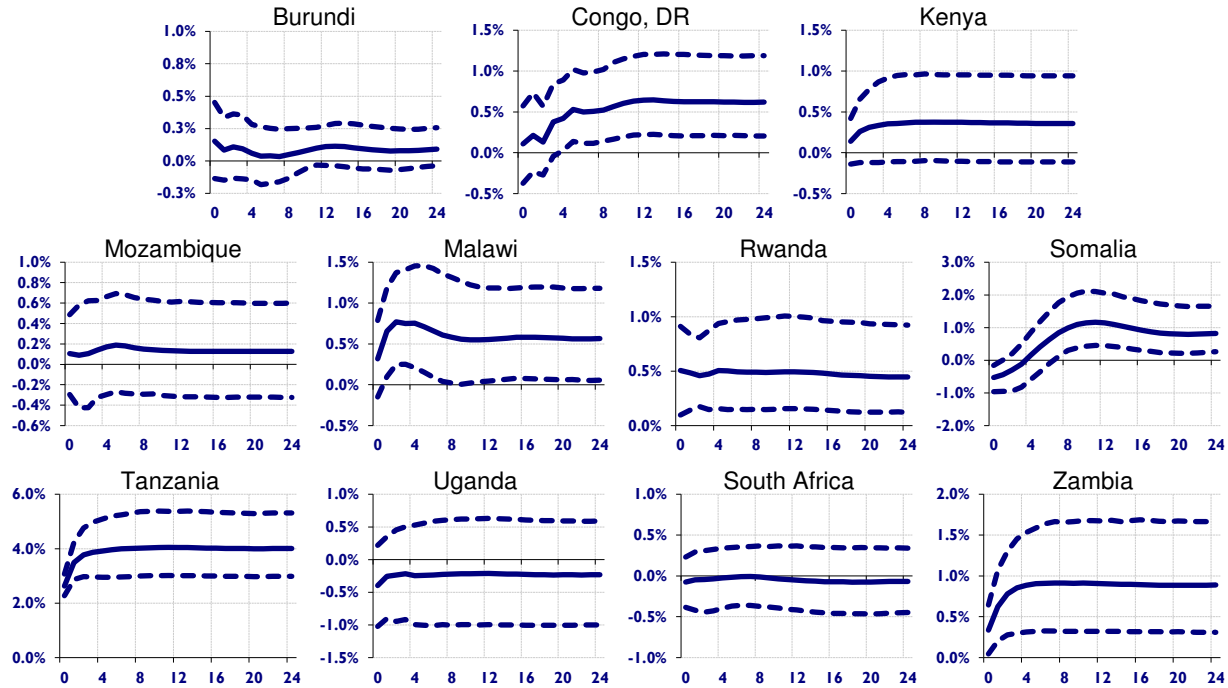 Burundi
1.0%
0.8%
0.5%
0.3%
0.0%
-0.3%
0 4 8 12 16 20 24
Congo, DR
1.5%
1.0%
0.5%
0.0%
-0.5%
0 4 8 12 16 20 24
Kenya
1.5%
1.0%
0.5%
0.0%
-0.5%
0 4 8 12 16 20 24
Mozambique
1.0%
0.8%
0.6%
0.4%
0.2%
0.0%
-0.2%
-0.4%
-0.6%
0 4 8 12 16 20 24
Malawi
1.5%
1.0%
0.5%
0.0%
-0.5%
0 4 8 12 16 20 24
Rwanda
1.5%
1.0%
0.5%
0.0%
0 4 8 12 16 20 24
Somalia
3.0%
2.0%
1.0%
0.0%
-1.0%
-2.0%
0 4 8 12 16 20 24
Tanzania
6.0%
4.0%
2.0%
0.0%
0 4 8 12 16 20 24
Uganda
1.0%
0.5%
0.0%
-0.5%
-1.0%
-1.5%
0 4 8 12 16 20 24
South Africa
1.0%
0.5%
0.0%
-0.5%
-1.0%
0 4 8 12 16 20 24
Zambia
2.0%
1.5%
1.0%
0.5%
0.0%
0 4 8 12 16 20 24